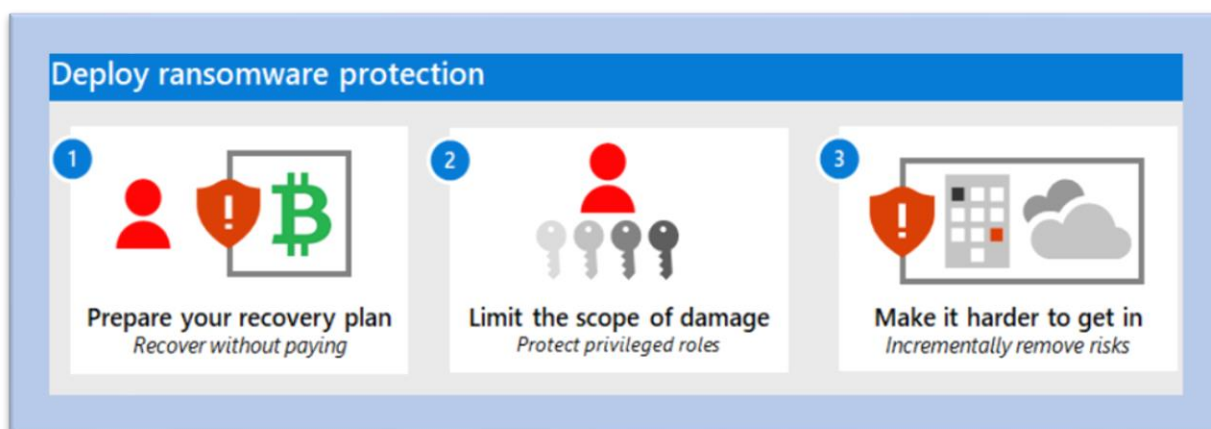 Deploy ransomware protection
1
Prepare your recovery plan
Recover without paying
2
Limit the scope of damage
Protect privileged roles
3
Make it harder to get in
Incrementally remove risks